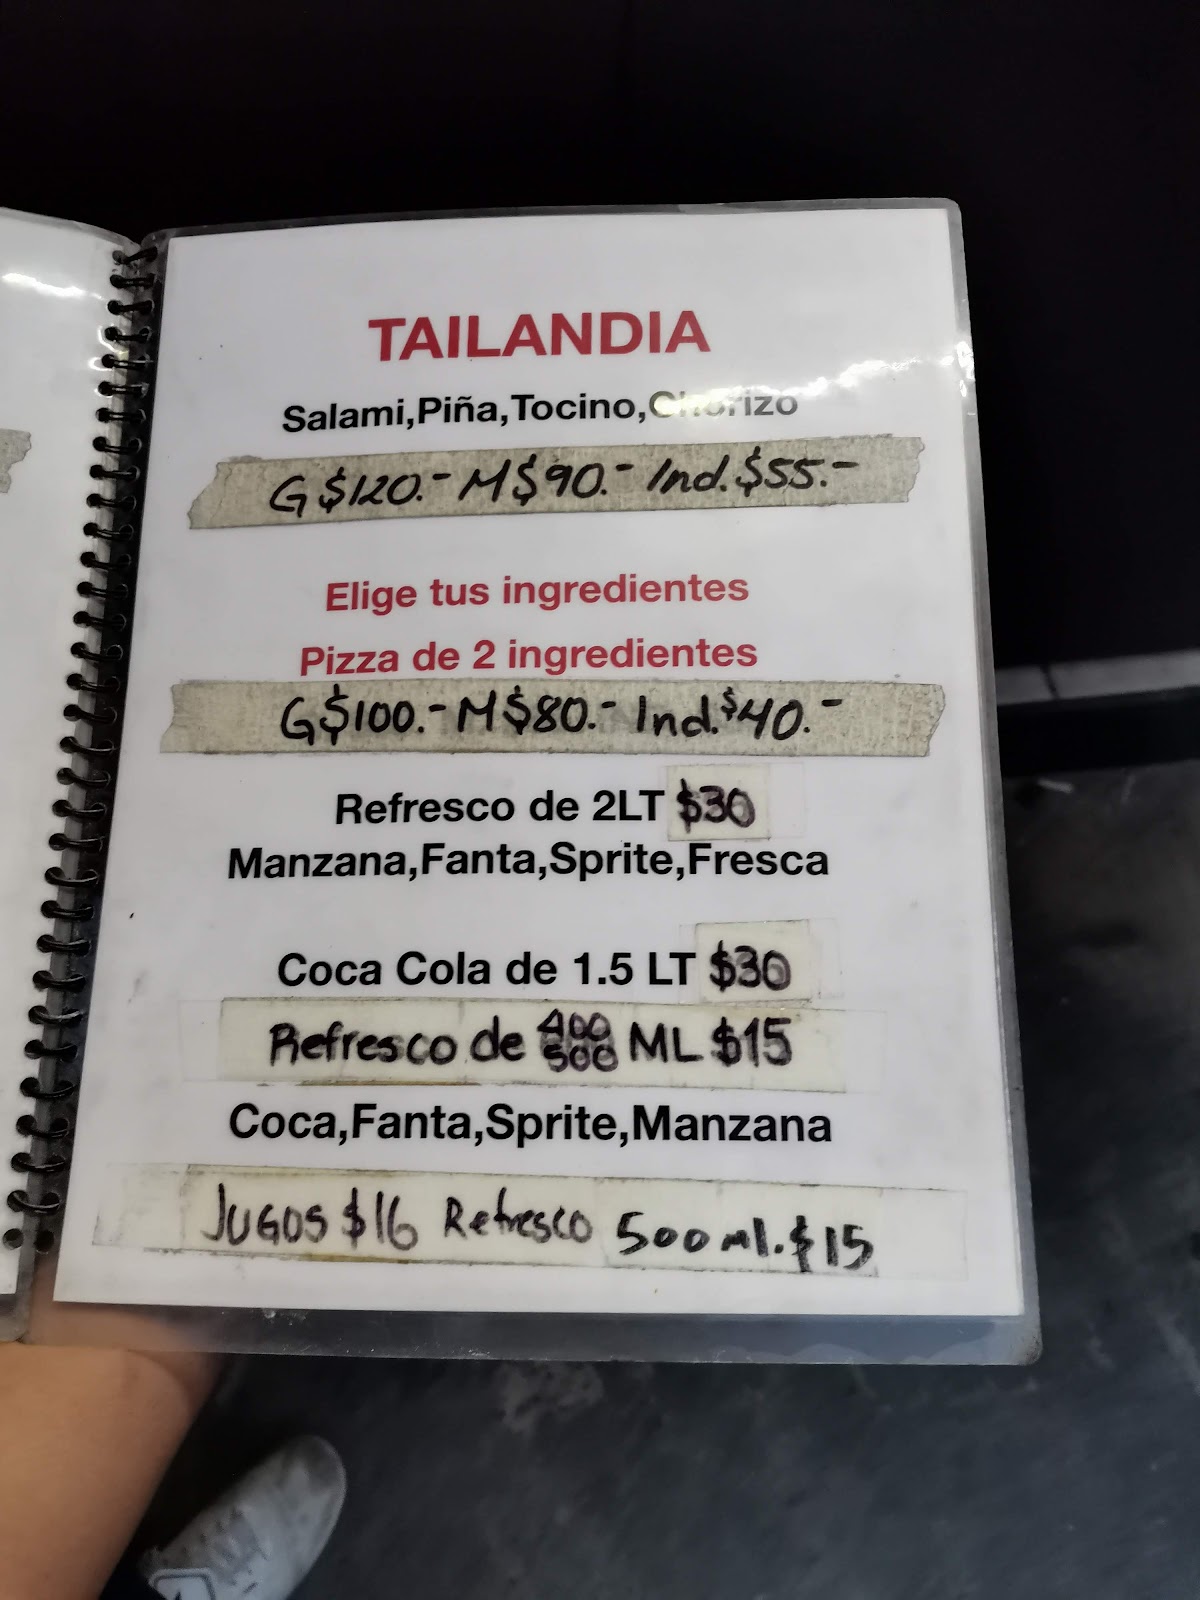 TAILANDIA
Salami,Piña,Tocino,Chorizo
G $120.- M $90.- Ind. $55.-
Elige tus ingredientes
Pizza de 2 ingredientes
G $100.- M $80.- Ind. $40.-
Refresco de 2LT $30
Manzana,Fanta,Sprite,Fresca
Coca Cola de 1.5 LT $30
Refresco de 400 500 ML $15
Coca,Fanta,Sprite,Manzana
JUGOS $16 Refresco 500 ml. $15